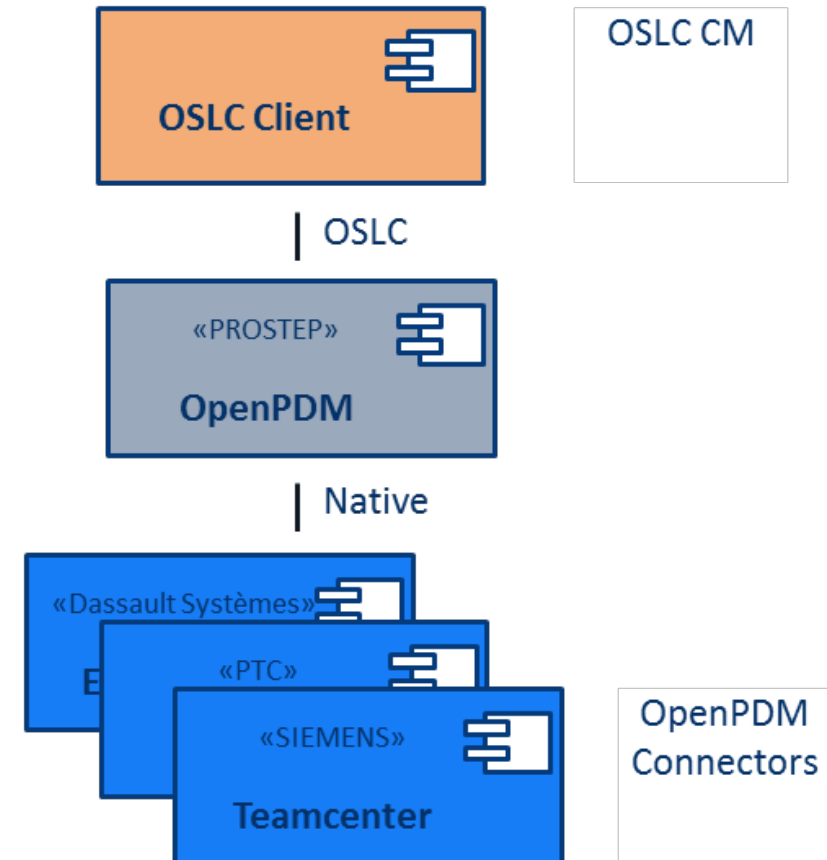 OSLC CM
OSLC Client
OSLC
«PROSTEP»
OpenPDM
Native
«Dassault Systèmes»
E
«PTC»
«SIEMENS»
Teamcenter
OpenPDM
Connectors